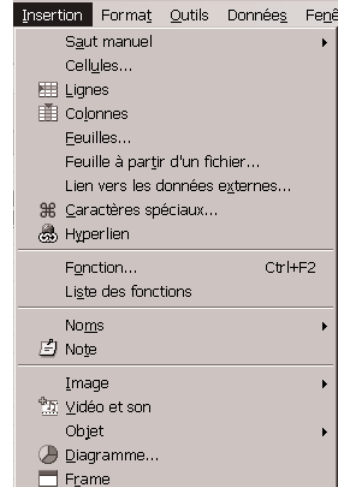 Insertion Format Outils Données Fenê
Saut manuel
Cellules...
Lignes
Colonnes
Feuilles...
Feuille à partir d'un fichier...
Lien vers les données externes...
Caractères spéciaux...
Hyperlien
Fonction... Ctrl+F2
Liste des fonctions
Noms
Note
Image
Vidéo et son
Objet
Diagramme...
Frame